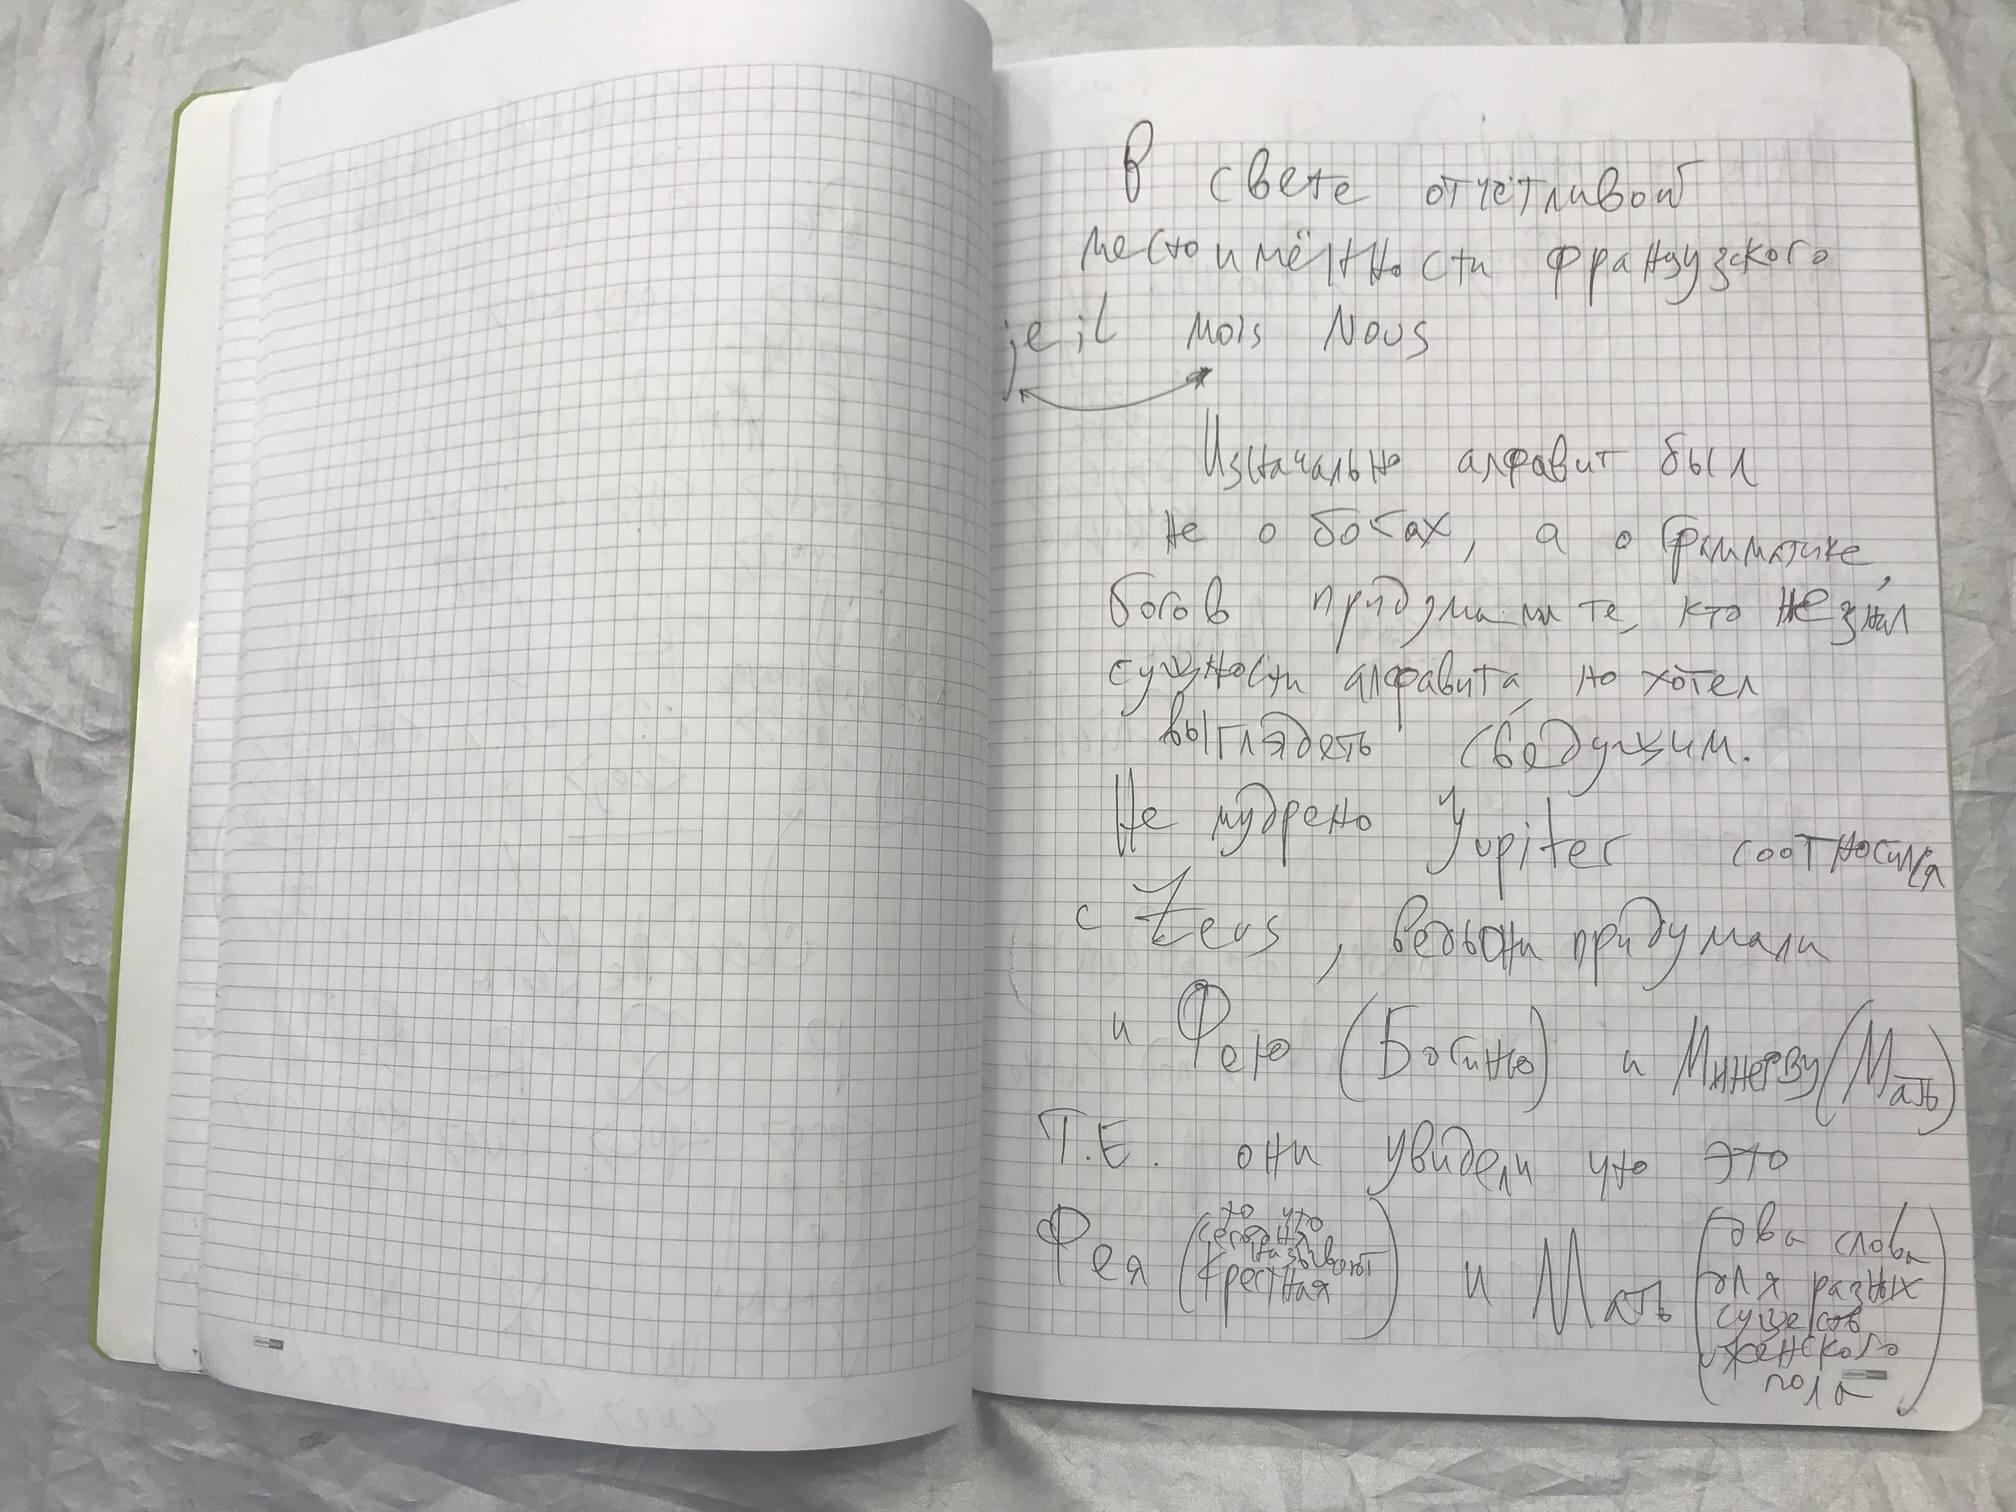 В свете отчётливой
местоимённости французского
je il mois Nous
Изначально алфавит был
не о богах, а о грамматике,
богов придумали те, кто не знал
сущности алфавита, но хотел
выглядеть сведущим.
Не мудрено Jupiter соотносился
с Zeus, ведь они придумали
и Фею (Богиню) и Минерву (Мать)
Т.Е. они увидели что это
Фея (то что сегодня называют Крестная) и Мать (два слова
для разных
существ
женского
пола)